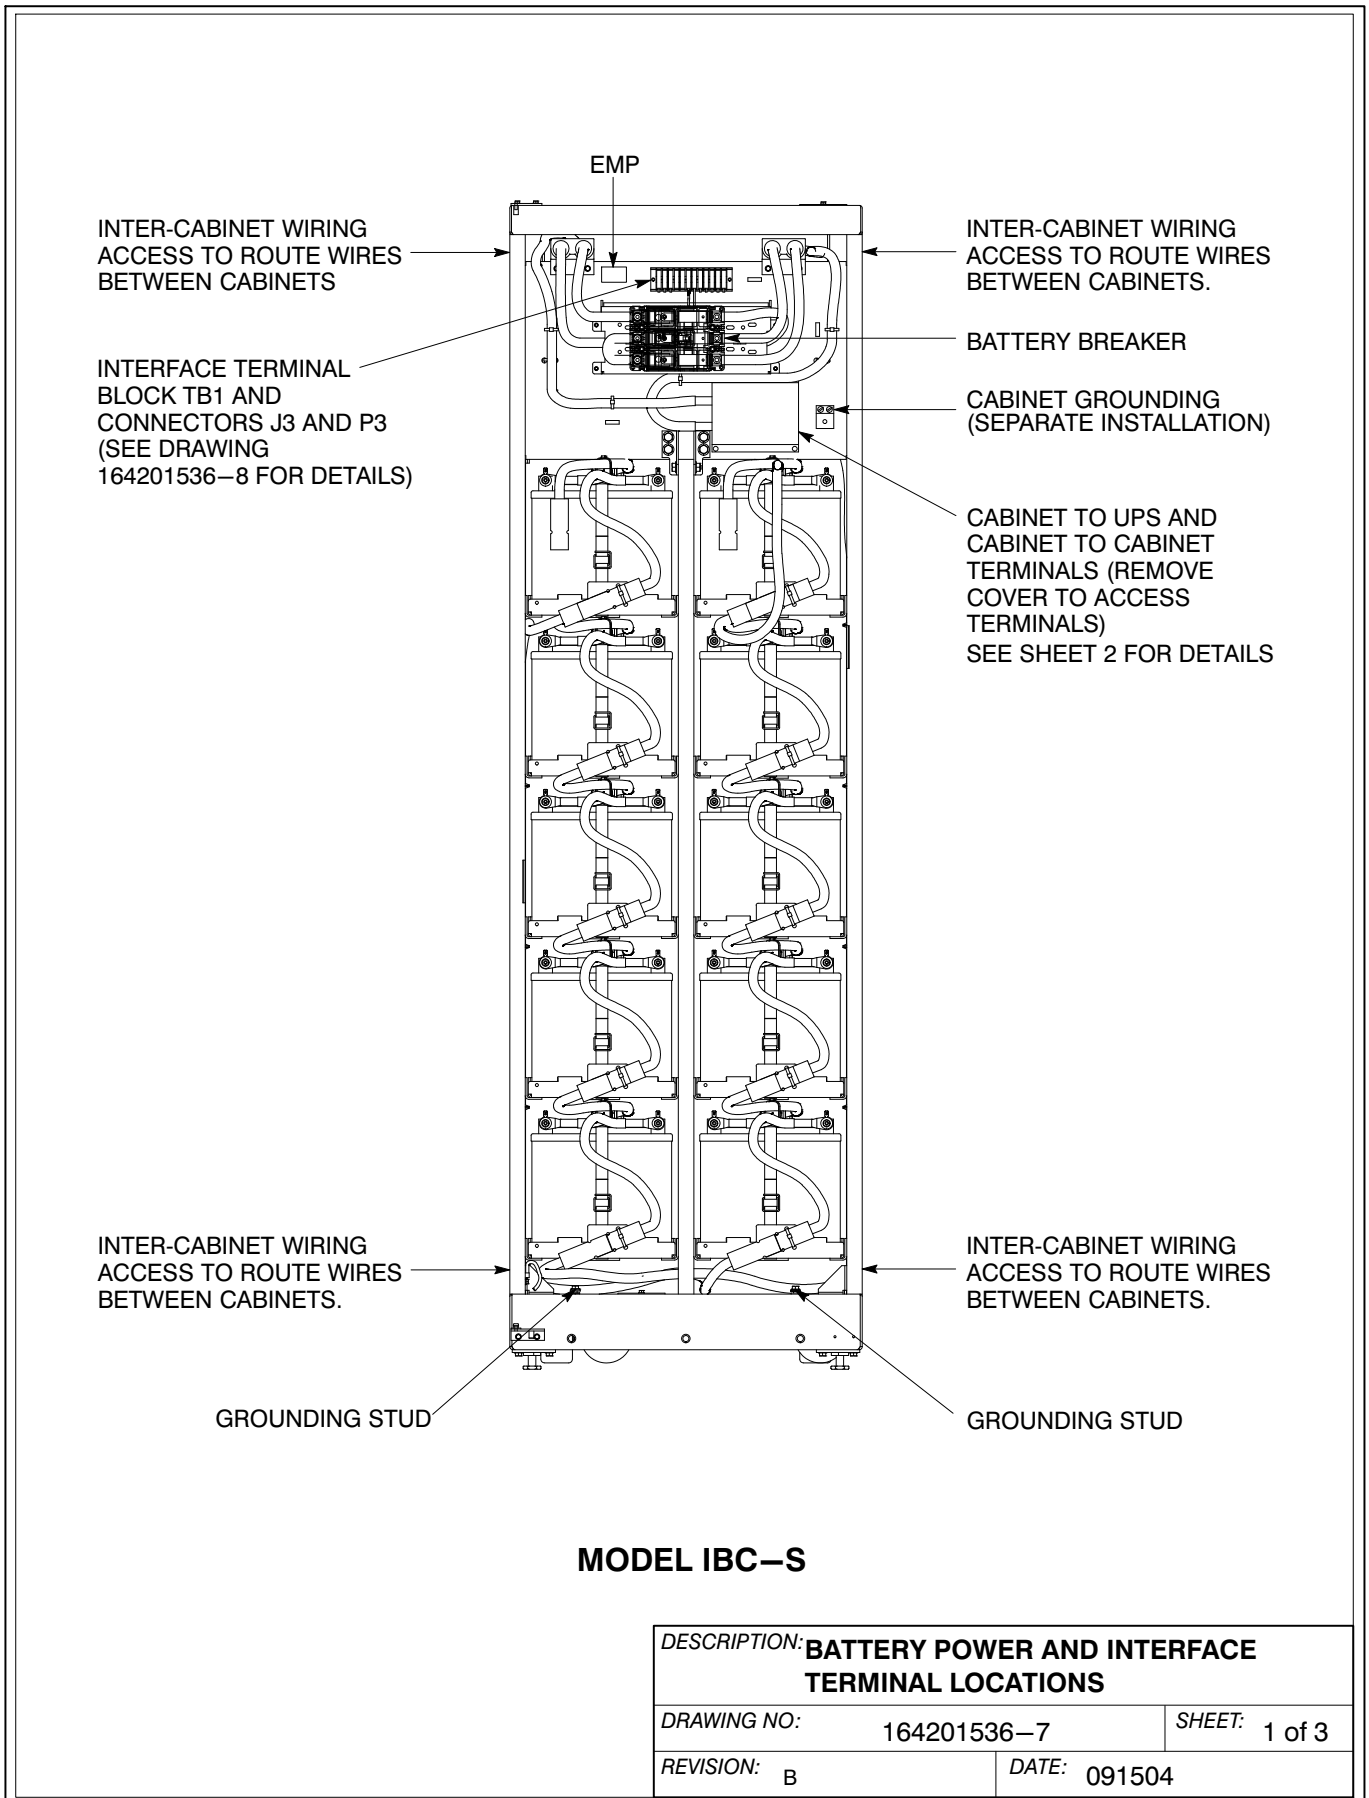 EMP
INTER-CABINET WIRING
ACCESS TO ROUTE WIRES
BETWEEN CABINETS
INTERFACE TERMINAL
BLOCK TB1 AND
CONNECTORS J3 AND P3
(SEE DRAWING
164201536–8 FOR DETAILS)
INTER-CABINET WIRING
ACCESS TO ROUTE WIRES
BETWEEN CABINETS.
BATTERY BREAKER
CABINET GROUNDING
(SEPARATE INSTALLATION)
CABINET TO UPS AND
CABINET TO CABINET
TERMINALS (REMOVE
COVER TO ACCESS
TERMINALS)
SEE SHEET 2 FOR DETAILS
INTER-CABINET WIRING
ACCESS TO ROUTE WIRES
BETWEEN CABINETS.
INTER-CABINET WIRING
ACCESS TO ROUTE WIRES
BETWEEN CABINETS.
GROUNDING STUD
GROUNDING STUD
MODEL IBC–S
DESCRIPTION: BATTERY POWER AND INTERFACE
TERMINAL LOCATIONS
DRAWING NO: 164201536–7 SHEET: 1 of 3
REVISION: B DATE: 091504